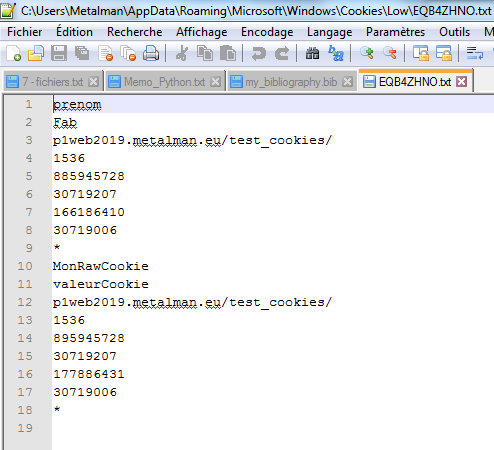 C:\Users\Metalman\AppData\Roaming\Microsoft\Windows\Cookies\Low\EQB4ZHNO.txt
Fichier Édition Recherche Affichage Encodage Langage Paramètres Outils M
7 - fichiers.txt Memo_Python.txt my_bibliography.bib EQB4ZHNO.txt
1 prenom
2 Fab
3 p1web2019.metalman.eu/test_cookies/
4 1536
5 885945728
6 30719207
7 166186410
8 30719006
9 *
10 MonRawCookie
11 valeurCookie
12 p1web2019.metalman.eu/test_cookies/
13 1536
14 895945728
15 30719207
16 177886431
17 30719006
18 *
19